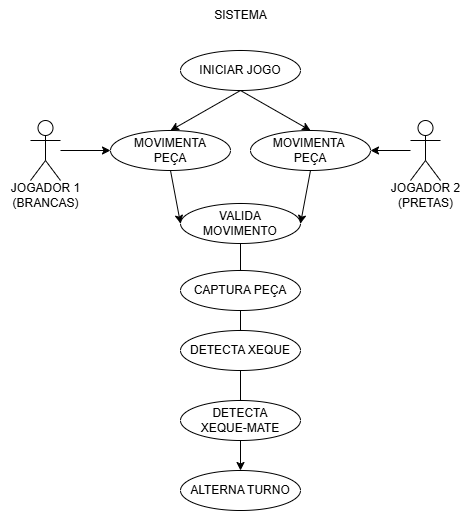 SISTEMA
INICIAR JOGO
MOVIMENTA
PEÇA
MOVIMENTA
PEÇA
JOGADOR 1
(BRANCAS)
JOGADOR 2
(PRETAS)
VALIDA
MOVIMENTO
CAPTURA PEÇA
DETECTA XEQUE
DETECTA
XEQUE-MATE
ALTERNA TURNO